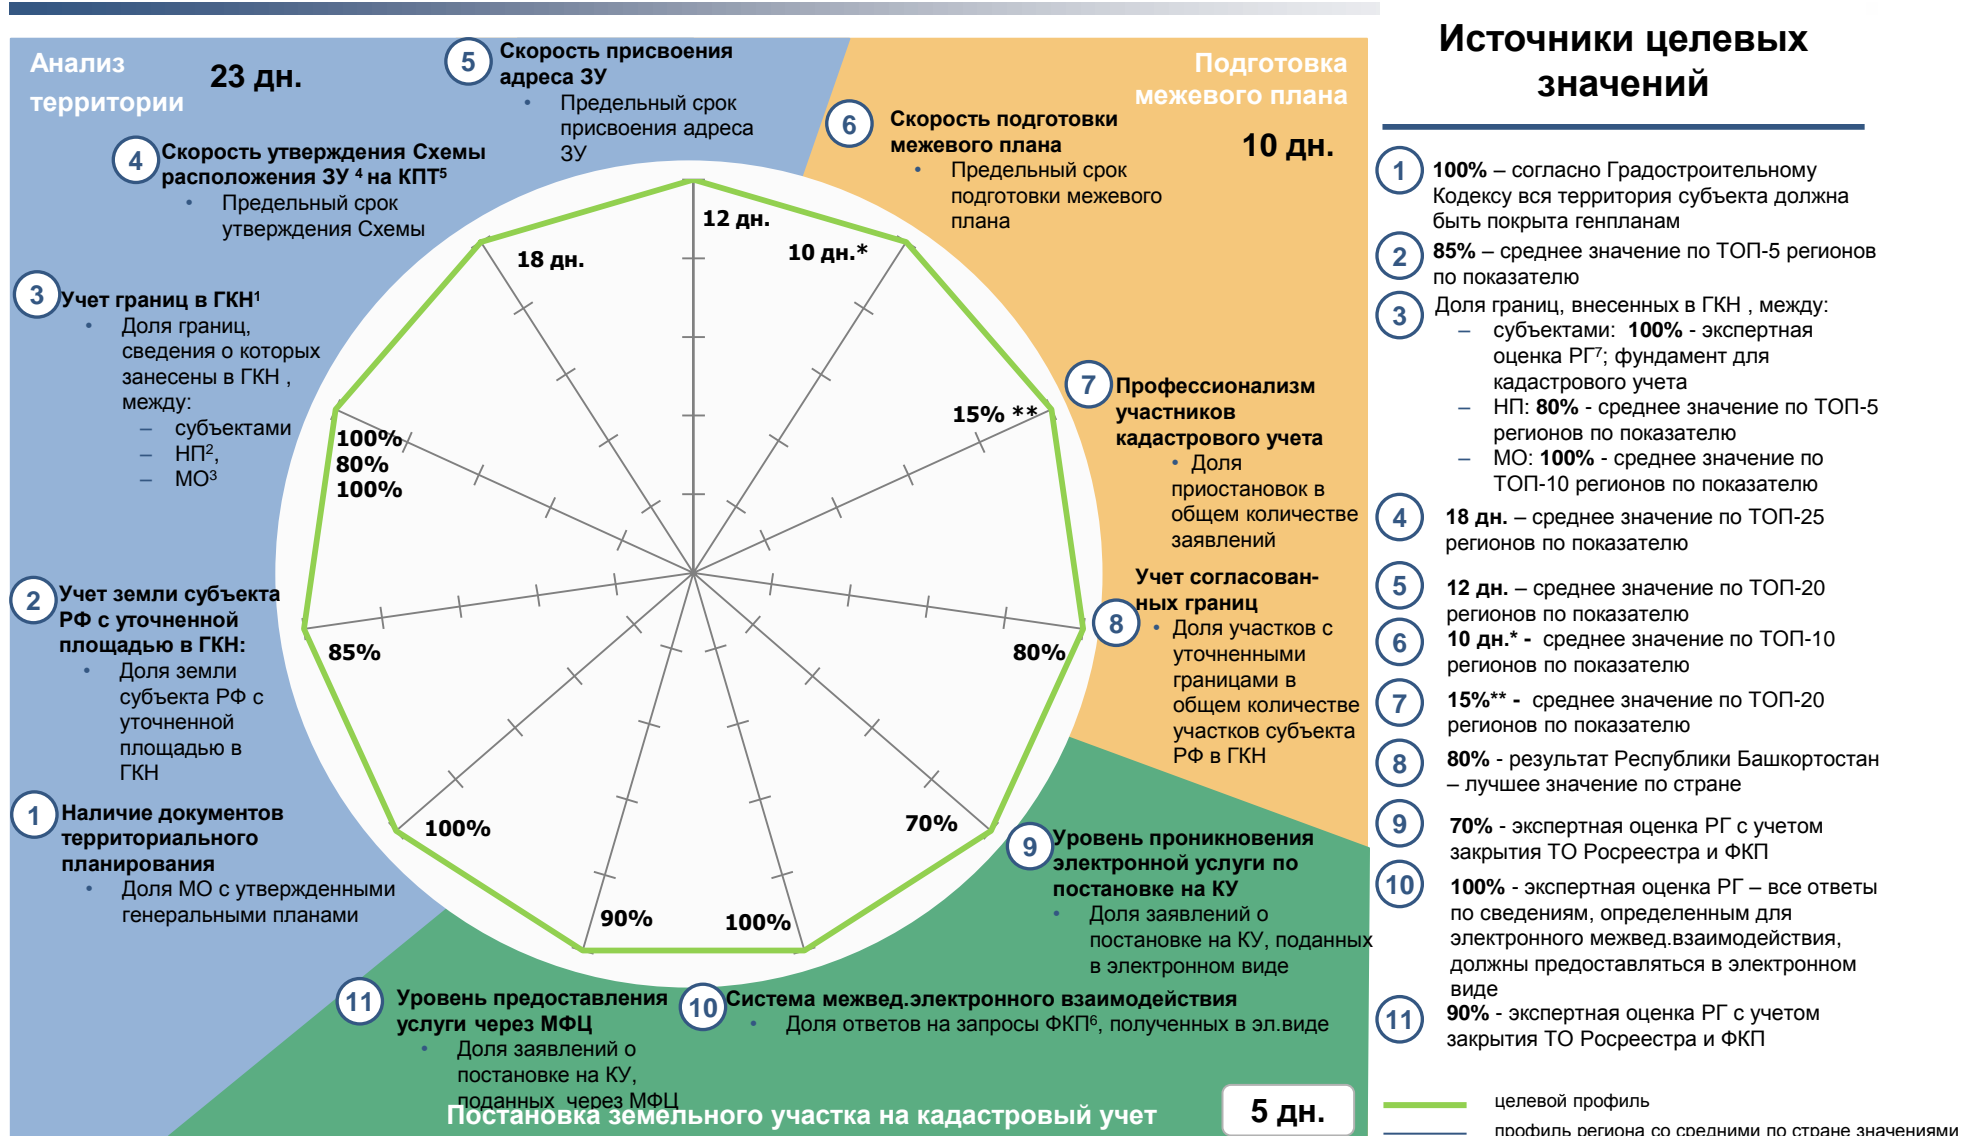 Анализ
территории
23 дн.
5
Скорость присвоения
адреса ЗУ
• Предельный срок
присвоения адреса
ЗУ
Подготовка
межевого плана
10 дн.
6
Скорость подготовки
межевого плана
• Предельный срок
подготовки межевого
плана
4
Скорость утверждения Схемы
расположения ЗУ ⁴ на КПТ⁵
• Предельный срок
утверждения Схемы
3
Учет границ в ГКН¹
• Доля границ,
сведения о которых
занесены в ГКН ,
между:
– субъектами
– НП²,
– МО³
2
Учет земли субъекта
РФ с уточненной
площадью в ГКН:
• Доля земли
субъекта РФ с
уточненной
площадью в
ГКН
1
Наличие документов
территориального
планирования
• Доля МО с утвержденными
генеральными планами
12 дн.
10 дн.*
18 дн.
15% **
100%
80%
100%
85%
80%
100%
70%
90%
100%
7
Профессионализм
участников
кадастрового учета
• Доля
приостановок в
общем количестве
заявлений
8
Учет согласован-
ных границ
• Доля участков с
уточненными
границами в
общем количестве
участков субъекта
РФ в ГКН
9
Уровень проникновения
электронной услуги по
постановке на КУ
• Доля заявлений о
постановке на КУ, поданных
в электронном виде
11
Уровень предоставления
услуги через МФЦ
• Доля заявлений о
постановке на КУ,
поданных через МФЦ
10
Система межвед.электронного взаимодействия
• Доля ответов на запросы ФКП⁶, полученных в эл.виде
Постановка земельного участка на кадастровый учет
5 дн.
Источники целевых
значений
1
100% – согласно Градостроительному
Кодексу вся территория субъекта должна
быть покрыта генпланам
2
85% – среднее значение по ТОП-5 регионов
по показателю
3
Доля границ, внесенных в ГКН , между:
– субъектами: 100% - экспертная
оценка РГ⁷; фундамент для
кадастрового учета
– НП: 80% - среднее значение по ТОП-5
регионов по показателю
– МО: 100% - среднее значение по
ТОП-10 регионов по показателю
4
18 дн. – среднее значение по ТОП-25
регионов по показателю
5
12 дн. – среднее значение по ТОП-20
регионов по показателю
6
10 дн.* - среднее значение по ТОП-10
регионов по показателю
7
15%** - среднее значение по ТОП-20
регионов по показателю
8
80% - результат Республики Башкортостан
– лучшее значение по стране
9
70% - экспертная оценка РГ с учетом
закрытия ТО Росреестра и ФКП
10
100% - экспертная оценка РГ – все ответы
по сведениям, определенным для
электронного межвед.взаимодействия,
должны предоставляться в электронном
виде
11
90% - экспертная оценка РГ с учетом
закрытия ТО Росреестра и ФКП
целевой профиль
профиль региона со средними по стране значениями